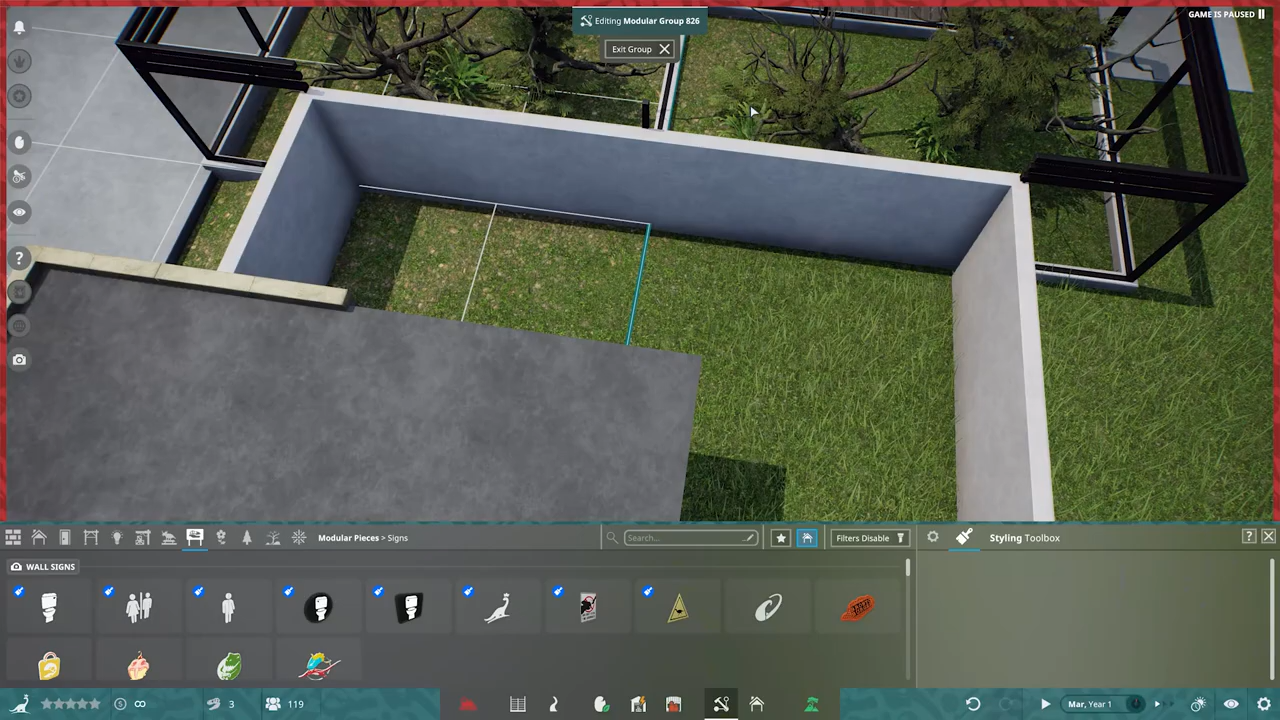 Editing Modular Group 826
GAME IS PAUSED
Exit Group
?
Modular Pieces > Signs
Search...
Filters Disable
Styling Toolbox
?
WALL SIGNS
∞
3
119
Mar, Year 1